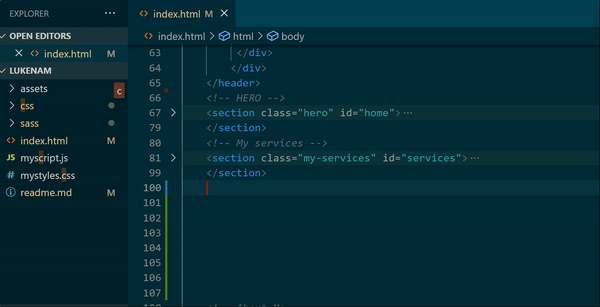 EXPLORER
OPEN EDITORS
index.html M
LUKENAM
assets
c
css
sass
index.html M
JS myscript.js
# mystyles.css
readme.md M
index.html M ×
index.html > html > body
63 </div>
64 </div>
65 </header>
66 <!-- HERO -->
67 <section class="hero" id="home">···
79 </section>
80 <!-- My services -->
81 <section class="my-services" id="services">···
99 </section>
100
101
102
103
104
105
106
107